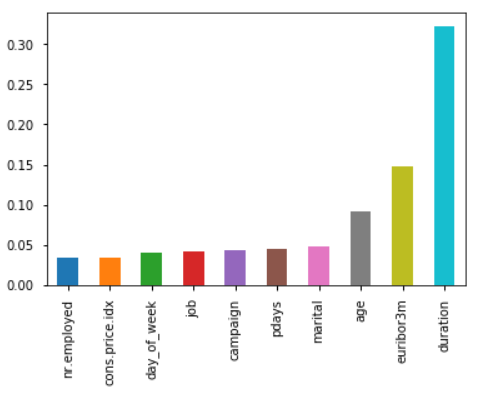 0.30
0.25
0.20
0.15
0.10
0.05
0.00
nr.employed
cons.price.idx
day_of_week
job
campaign
pdays
marital
age
euribor3m
duration